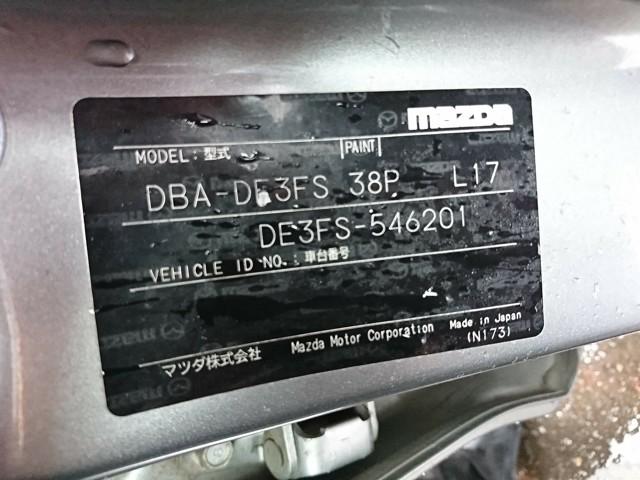 mazda
MODEL : 型式 PAINT
DBA-DE3FS 38P L17
DE3FS-546201
VEHICLE ID NO. : 車台番号
マツダ株式会社 Mazda Motor Corporation Made in Japan
(N173)